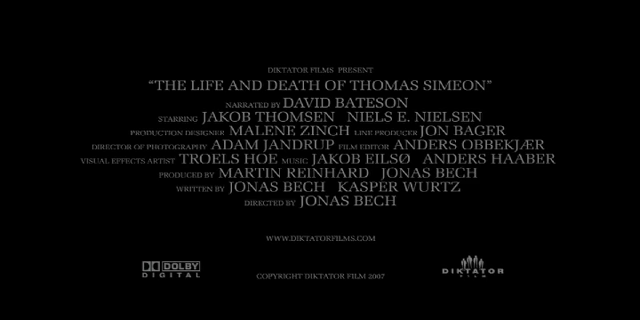 DIKTATOR FILMS PRESENT
“THE LIFE AND DEATH OF THOMAS SIMEON”
NARRATED BY DAVID BATESON
STARRING JAKOB THOMSEN NIELS E. NIELSEN
PRODUCTION DESIGNER MALENE ZINCH LINE PRODUCER JON BAGER
DIRECTOR OF PHOTOGRAPHY ADAM JANDRUP FILM EDITOR ANDERS OBBEKJÆR
VISUAL EFFECTS ARTIST TROELS HOE MUSIC JAKOB EILSØ ANDERS HAABER
PRODUCED BY MARTIN REINHARD JONAS BECH
WRITTEN BY JONAS BECH KASPER WURTZ
DIRECTED BY JONAS BECH
WWW.DIKTATORFILMS.COM
DOLBY
DIGITAL
COPYRIGHT DIKTATOR FILM 2007
DIKTATOR
FILM